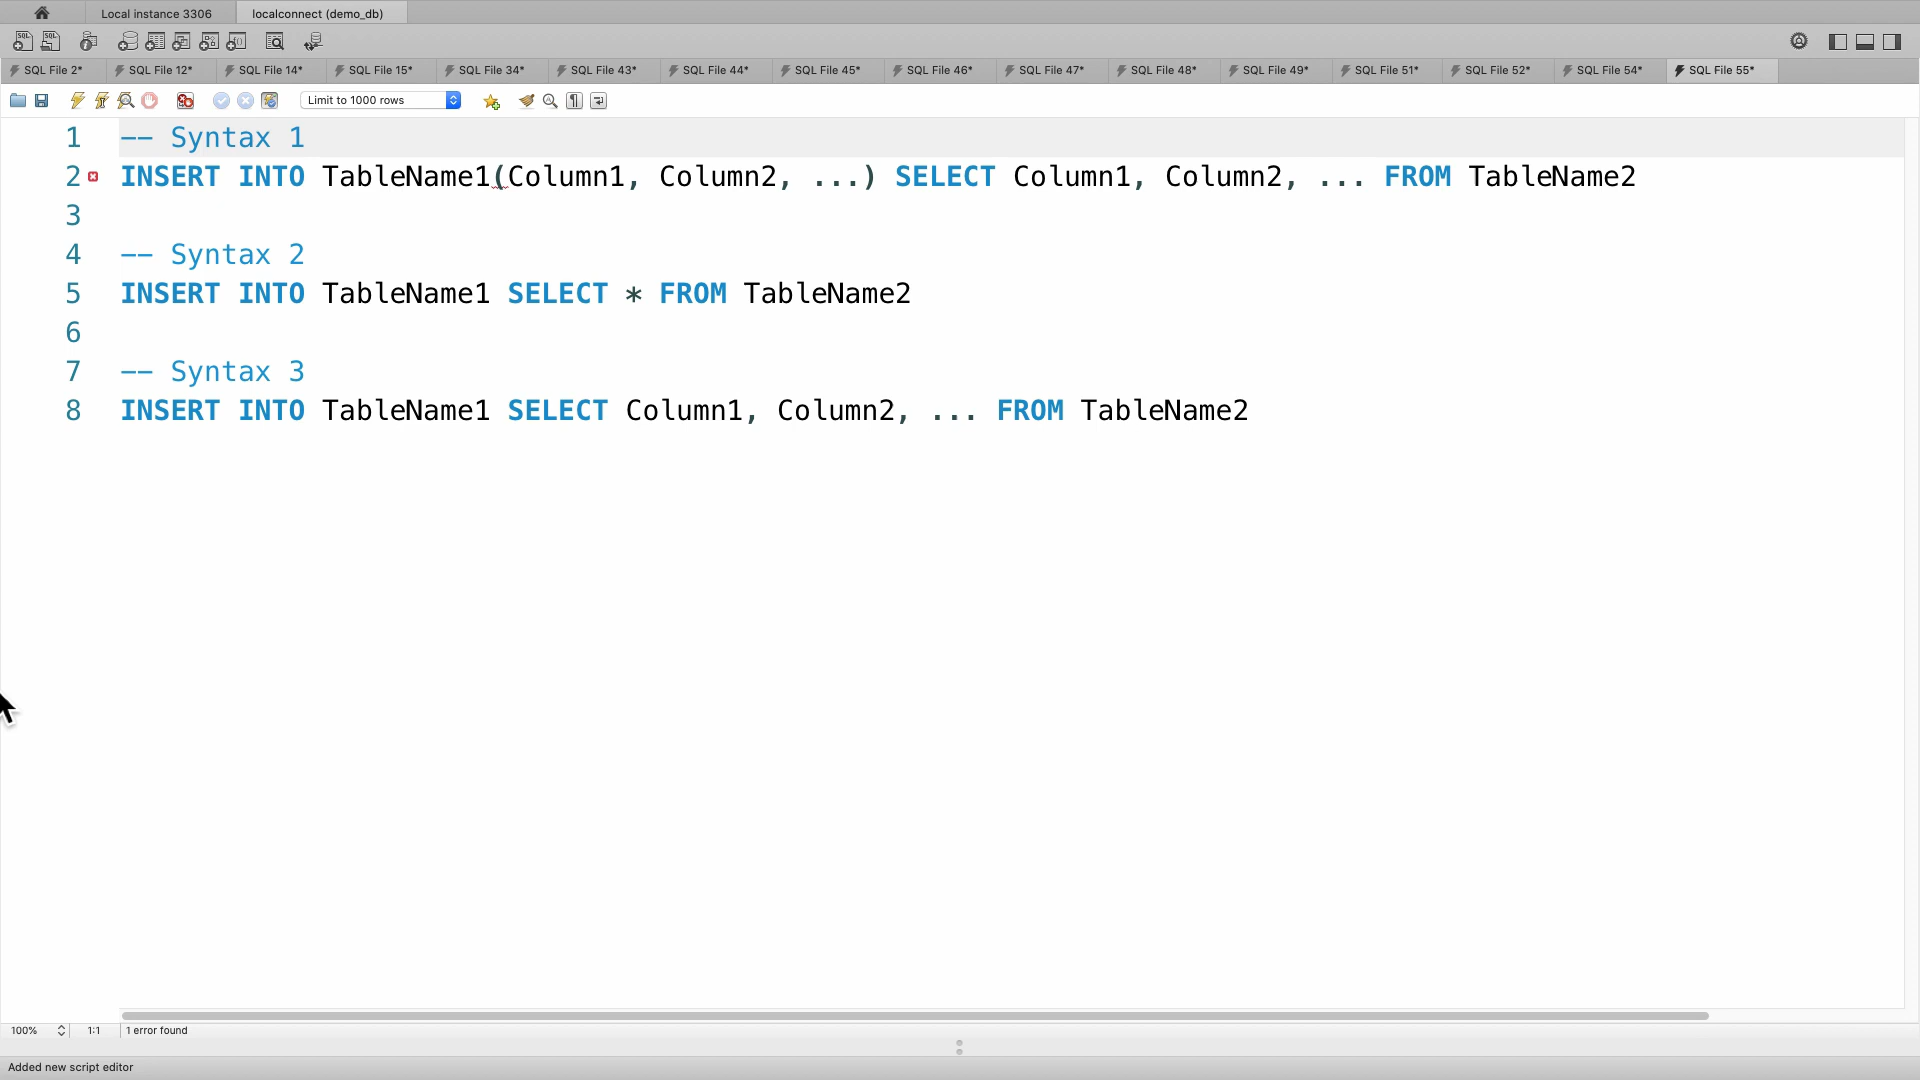 Local instance 3306 localconnect (demo_db)
SQL SQL
SQL File 2* SQL File 12* SQL File 14* SQL File 15* SQL File 34* SQL File 43* SQL File 44* SQL File 45* SQL File 46* SQL File 47* SQL File 48* SQL File 49* SQL File 51* SQL File 52* SQL File 54* SQL File 55*
Limit to 1000 rows
1 -- Syntax 1
2 INSERT INTO TableName1(Column1, Column2, ...) SELECT Column1, Column2, ... FROM TableName2
3
4 -- Syntax 2
5 INSERT INTO TableName1 SELECT * FROM TableName2
6
7 -- Syntax 3
8 INSERT INTO TableName1 SELECT Column1, Column2, ... FROM TableName2
100% 1:1 1 error found
Added new script editor